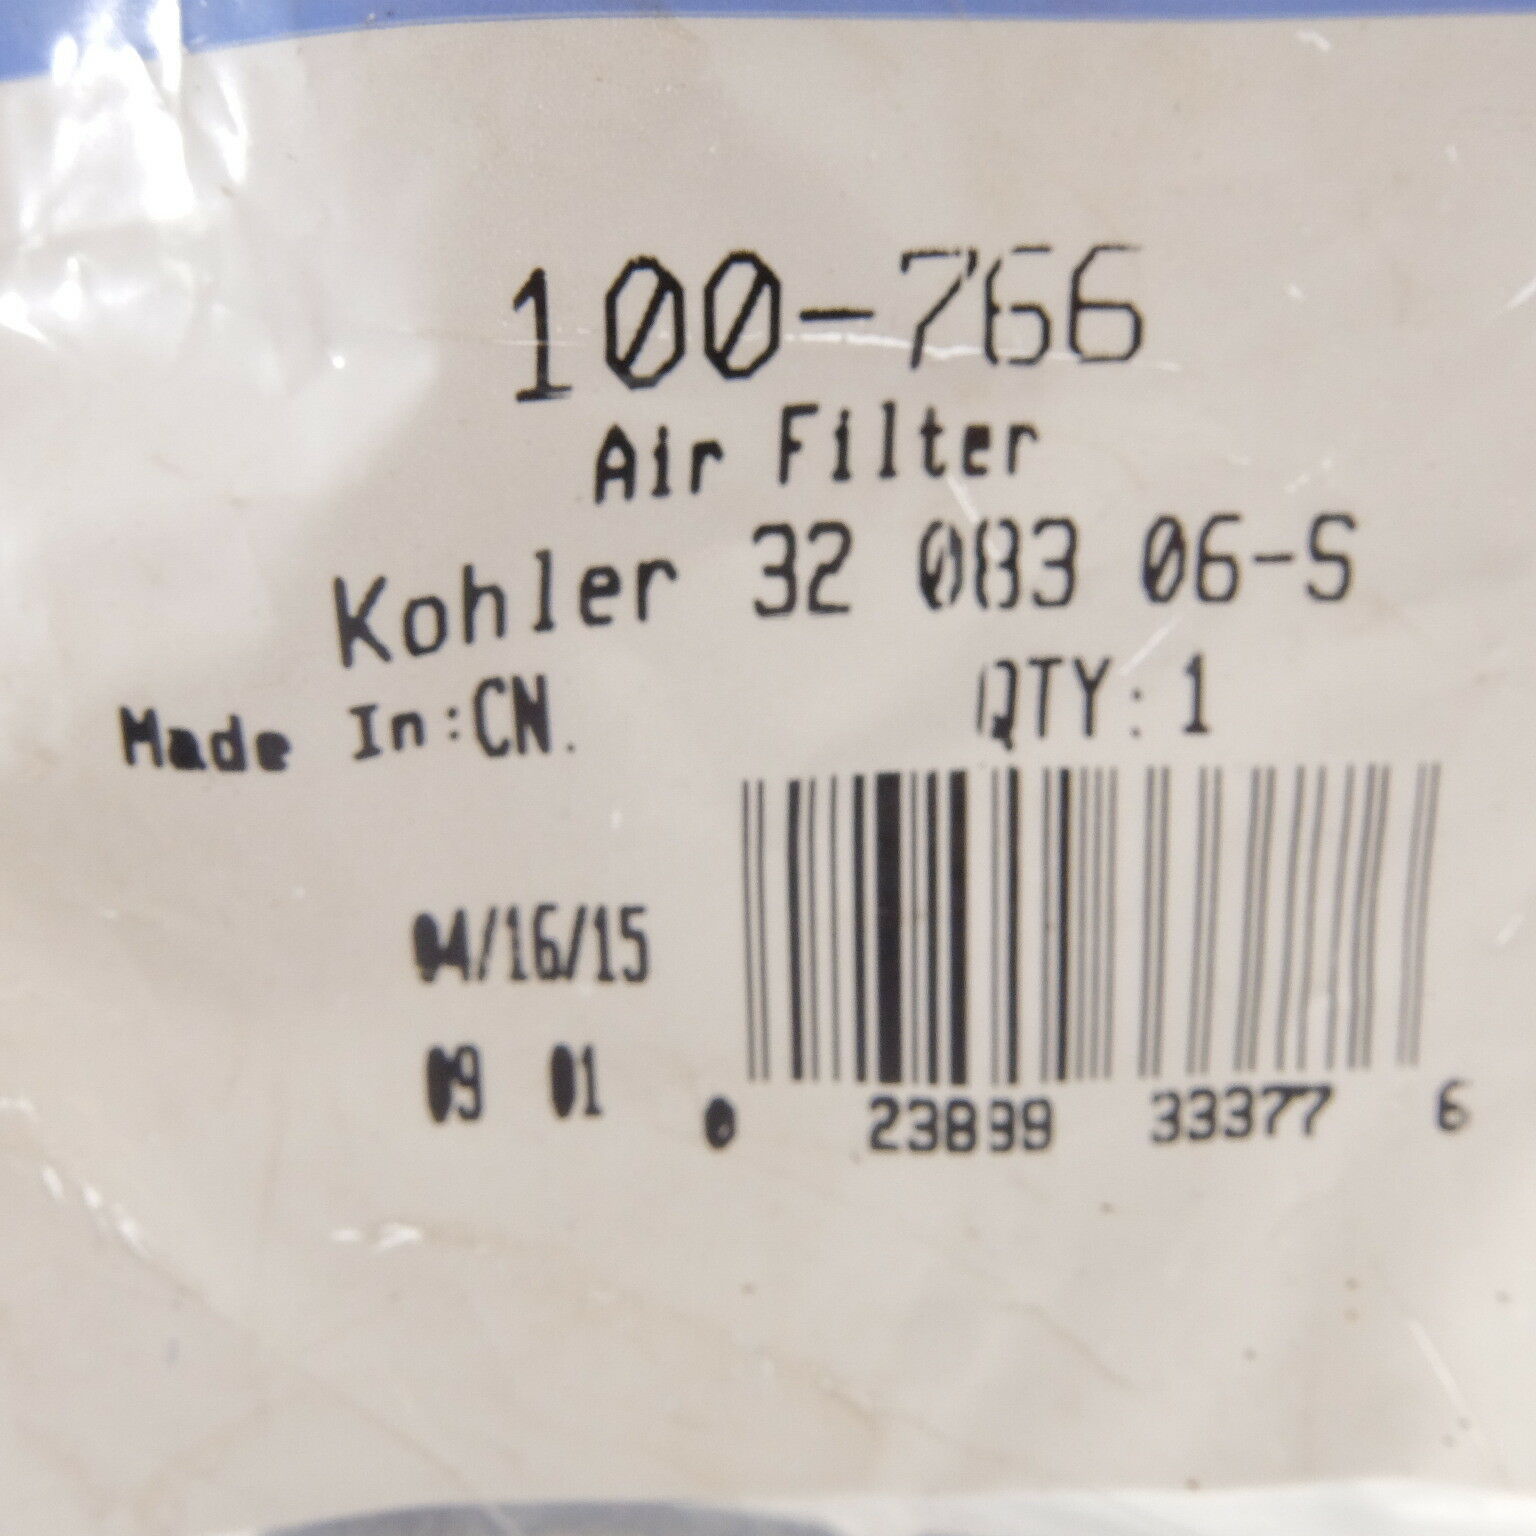 100-766
Air Filter
Kohler 32 083 06-S
Made In:CN.
QTY: 1
04/16/15
09 01
0 23899 33377 6